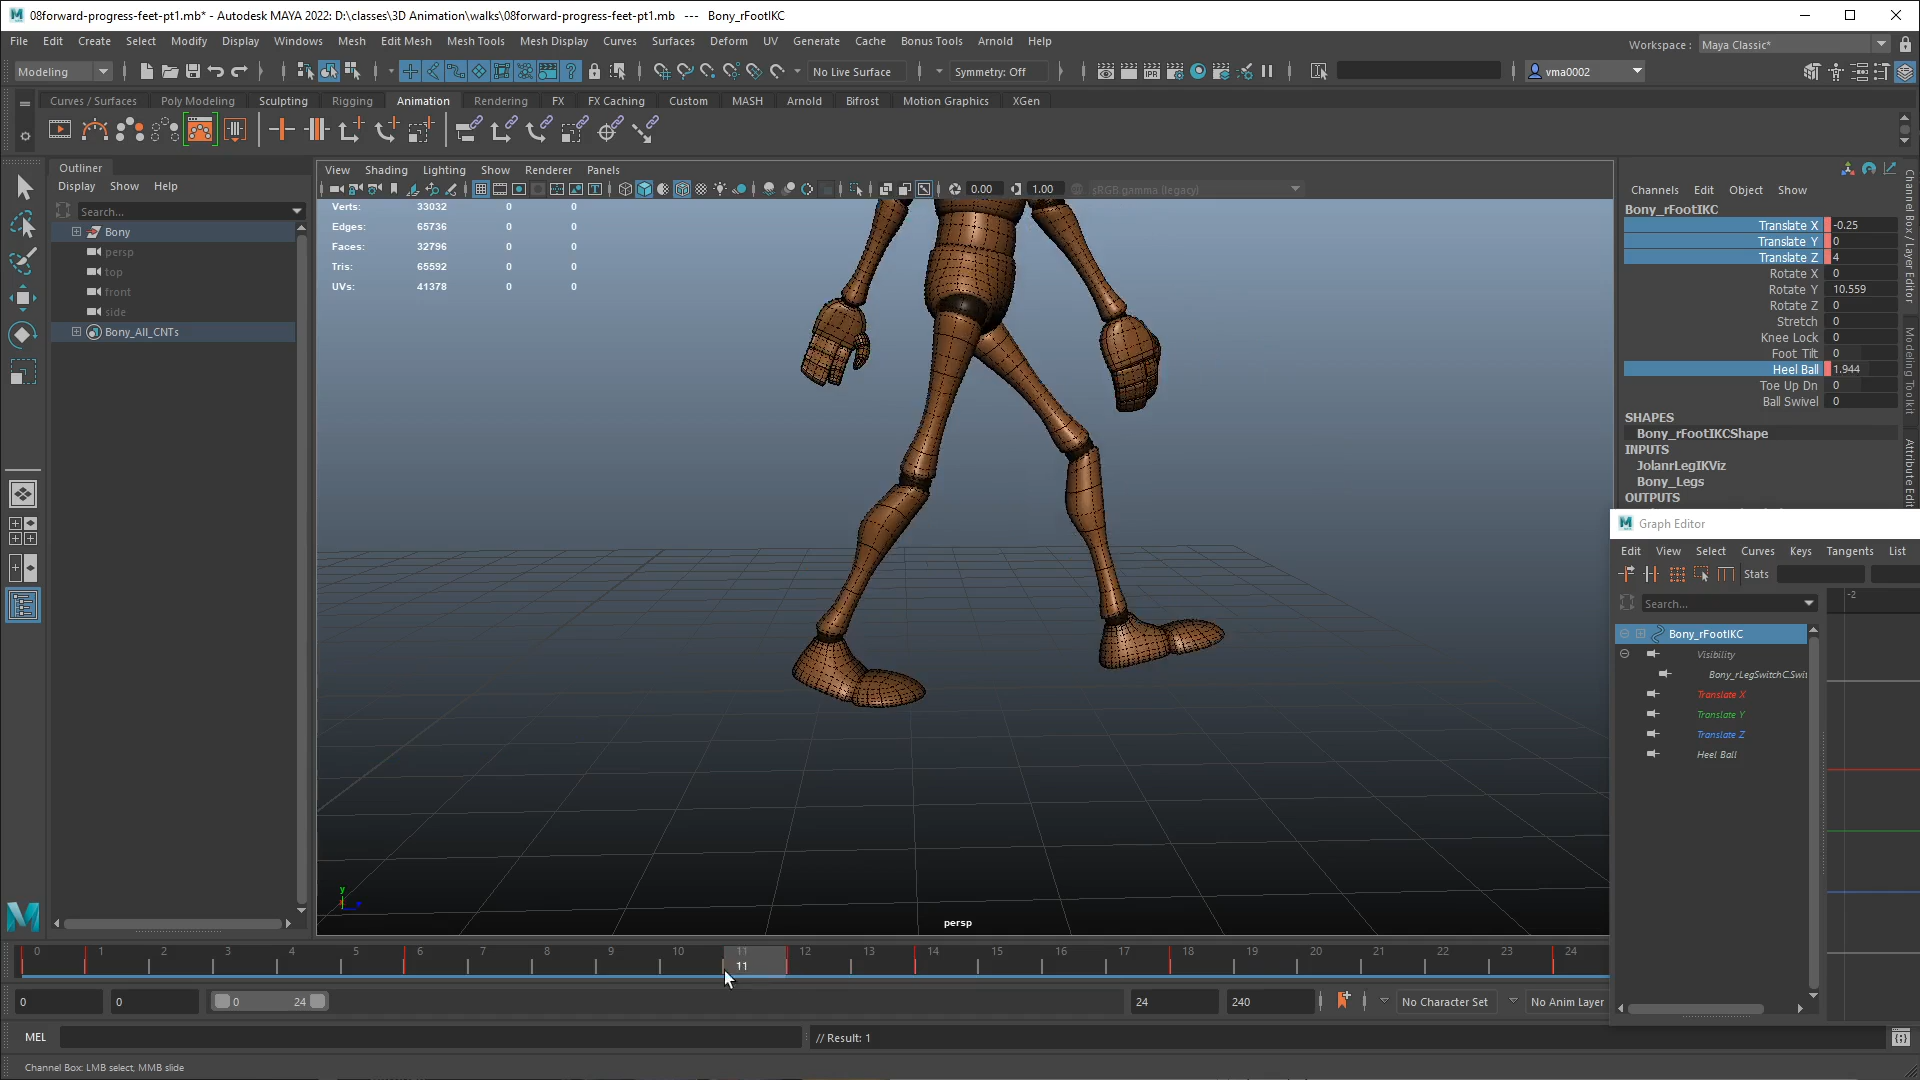 08forward-progress-feet-pt1.mb* - Autodesk MAYA 2022: D:\classes\3D Animation\walks\08forward-progress-feet-pt1.mb --- Bony_rFootIKC
File Edit Create Select Modify Display Windows Mesh Edit Mesh Mesh Tools Mesh Display Curves Surfaces Deform UV Generate Cache Bonus Tools Arnold Help
Workspace : Maya Classic*
Modeling No Live Surface Symmetry: Off vma0002
Curves / Surfaces Poly Modeling Sculpting Rigging Animation Rendering FX FX Caching Custom MASH Arnold Bifrost Motion Graphics XGen
Outliner
Display Show Help
Search...
Bony
persp
top
front
side
Bony_All_CNTs
View Shading Lighting Show Renderer Panels
0.00 1.00 sRGB gamma (legacy)
Verts: 33032 0 0
Edges: 65736 0 0
Faces: 32796 0 0
Tris: 65592 0 0
UVs: 41378 0 0
y
persp
Channels Edit Object Show
Bony_rFootIKC
Translate X -0.25
Translate Y 0
Translate Z 4
Rotate X 0
Rotate Y 10.559
Rotate Z 0
Stretch 0
Knee Lock 0
Foot Tilt 0
Heel Ball 1.944
Toe Up Dn 0
Ball Swivel 0
SHAPES
Bony_rFootIKCShape
INPUTS
JolanrLegIKViz
Bony_Legs
OUTPUTS
Channel Box / Layer Editor
Modeling Toolkit
Attribute Edit
Graph Editor
Edit View Select Curves Keys Tangents List
Stats
Search...
-2
Bony_rFootIKC
Visibility
Bony_rLegSwitchC.Swit
Translate X
Translate Y
Translate Z
Heel Ball
0 1 2 3 4 5 6 7 8 9 10 11 12 13 14 15 16 17 18 19 20 21 22 23 24
11
0 0 0 24 24 240 No Character Set No Anim Layer
MEL // Result: 1
Channel Box: LMB select, MMB slide